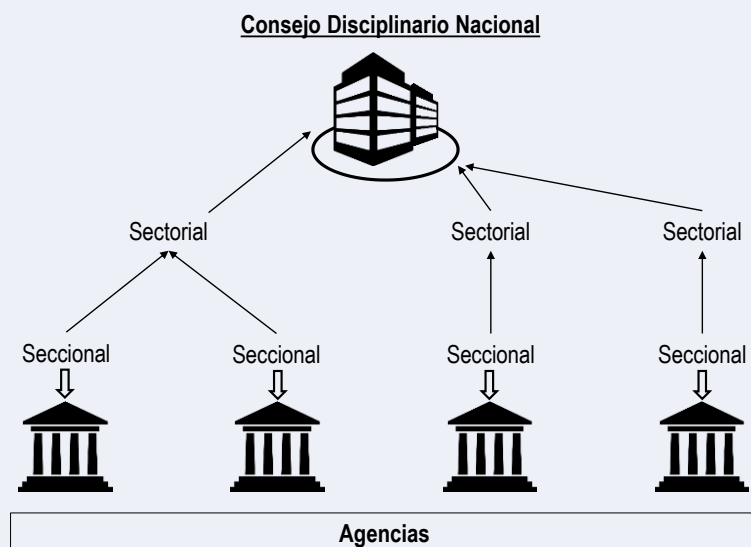 Consejo Disciplinario Nacional
Sectorial Sectorial Sectorial
Seccional Seccional Seccional Seccional
Agencias